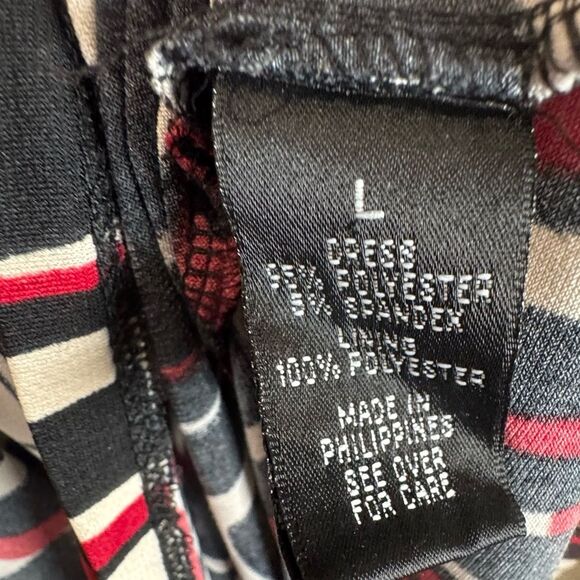 L
DRESS
95% POLYESTER
5% SPANDEX
LINING
100% POLYESTER
MADE IN
PHILIPPINES
SEE OVER
FOR CARE